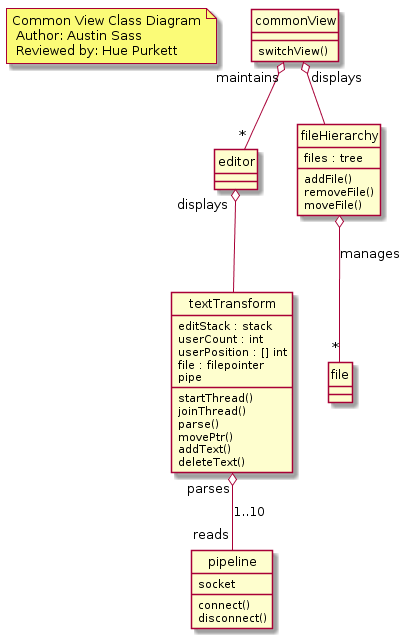 Common View Class Diagram
Author: Austin Sass
Reviewed by: Hue Purkett
commonView
switchView()
maintains
displays
*
editor
fileHierarchy
files : tree
addFile()
removeFile()
moveFile()
displays
manages
textTransform
editStack : stack
userCount : int
userPosition : [] int
file : filepointer
pipe
startThread()
joinThread()
parse()
movePtr()
addText()
deleteText()
*
file
parses
1..10
reads
pipeline
socket
connect()
disconnect()